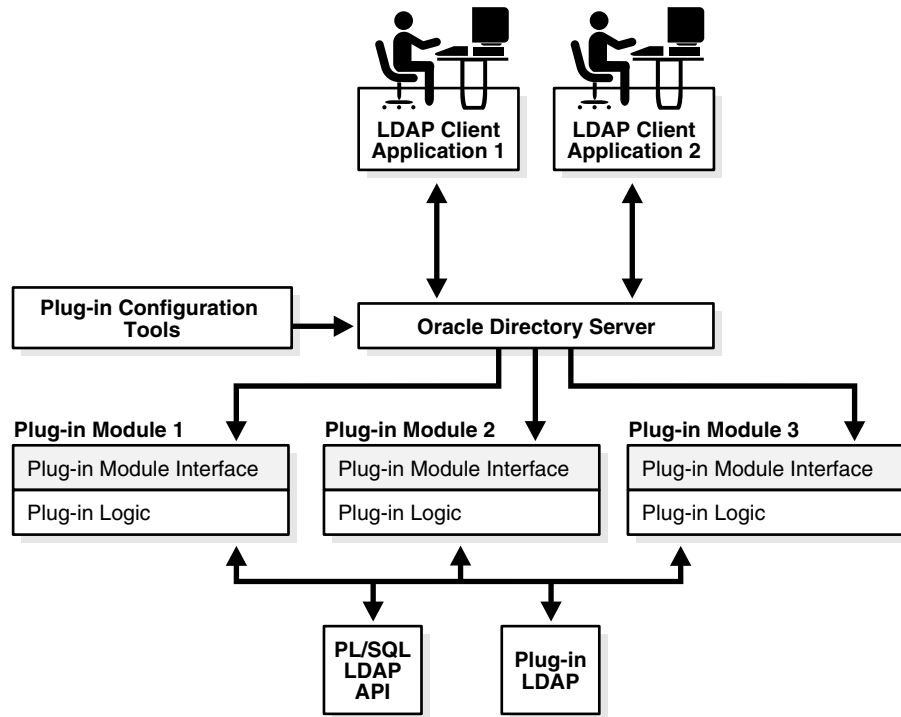 LDAP Client
Application 1
LDAP Client
Application 2
Plug-in Configuration
Tools
Oracle Directory Server
Plug-in Module 1
Plug-in Module Interface
Plug-in Logic
Plug-in Module 2
Plug-in Module Interface
Plug-in Logic
Plug-in Module 3
Plug-in Module Interface
Plug-in Logic
PL/SQL
LDAP
API
Plug-in
LDAP